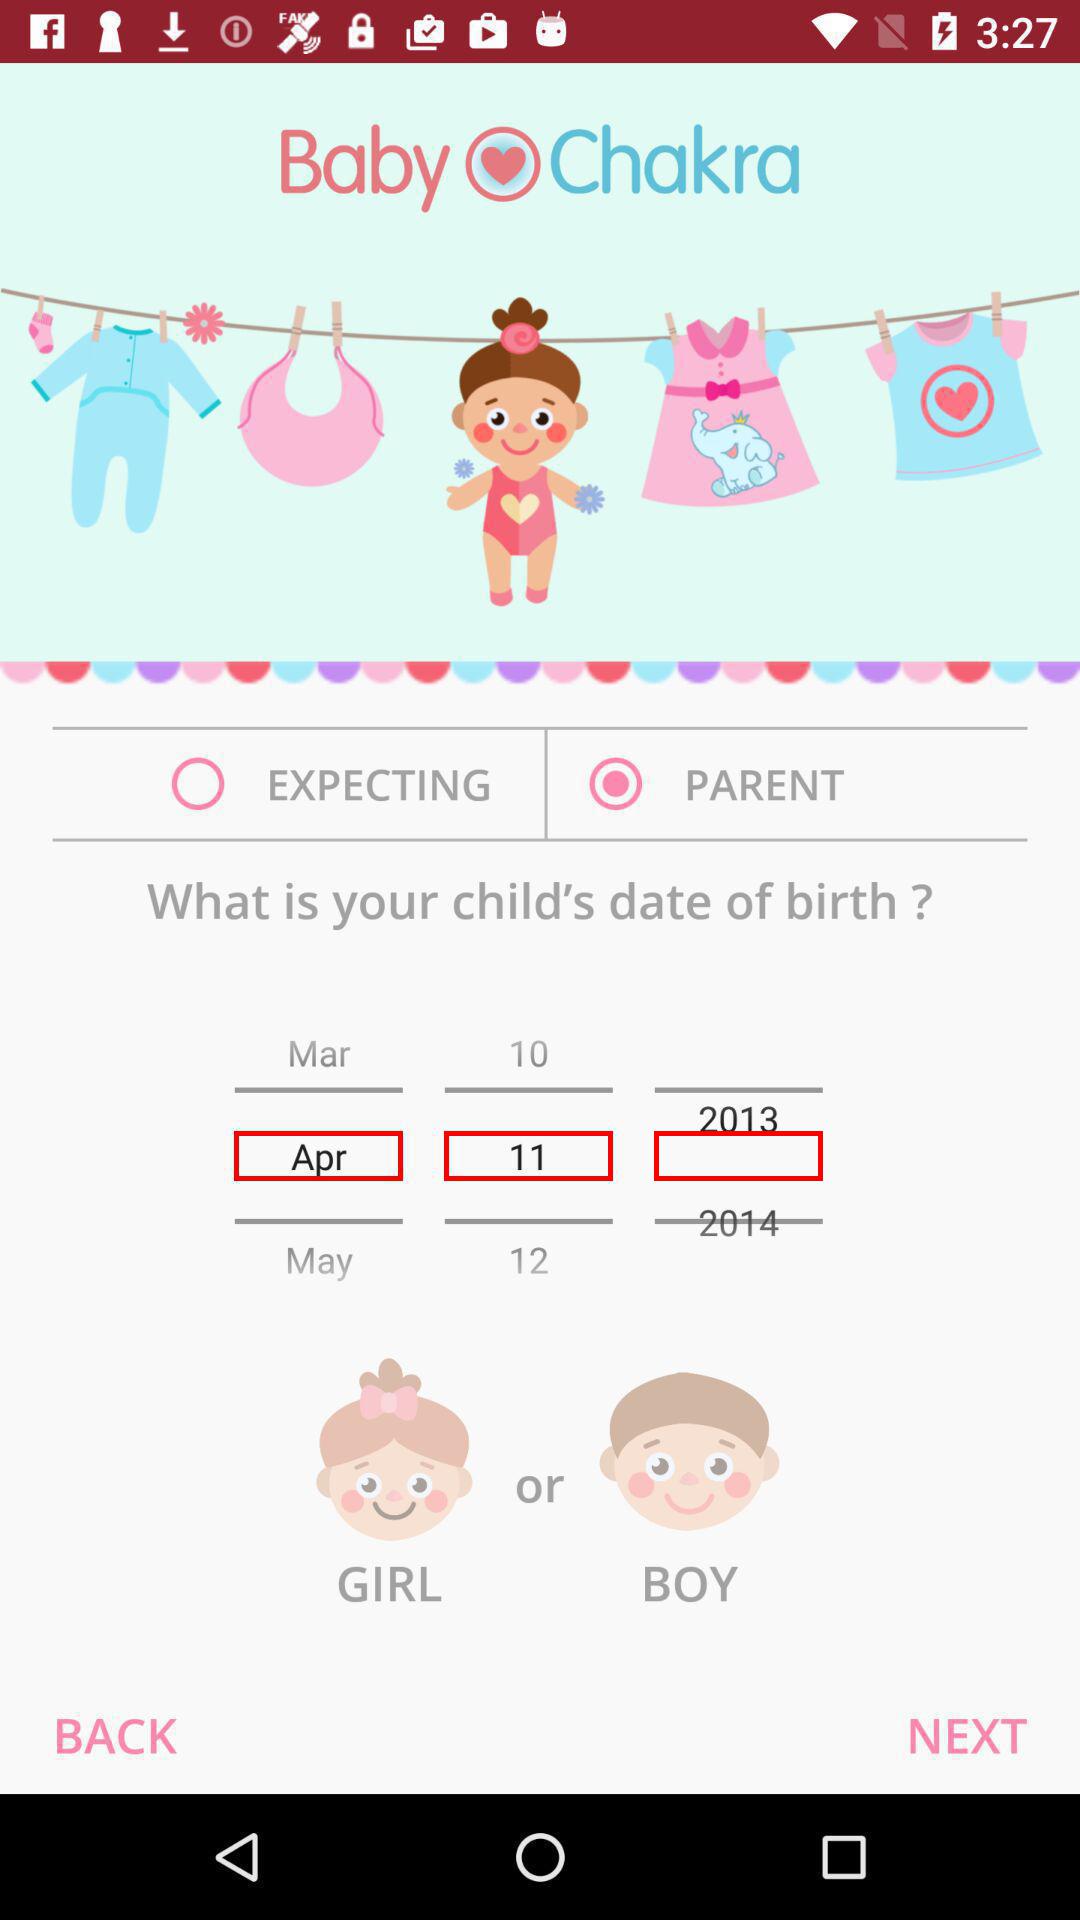 FAKE
3:27
Baby Chakra
EXPECTING PARENT
What is your child’s date of birth ?
Mar 10
2013
Apr 11
2014
May 12
or
GIRL BOY
BACK NEXT